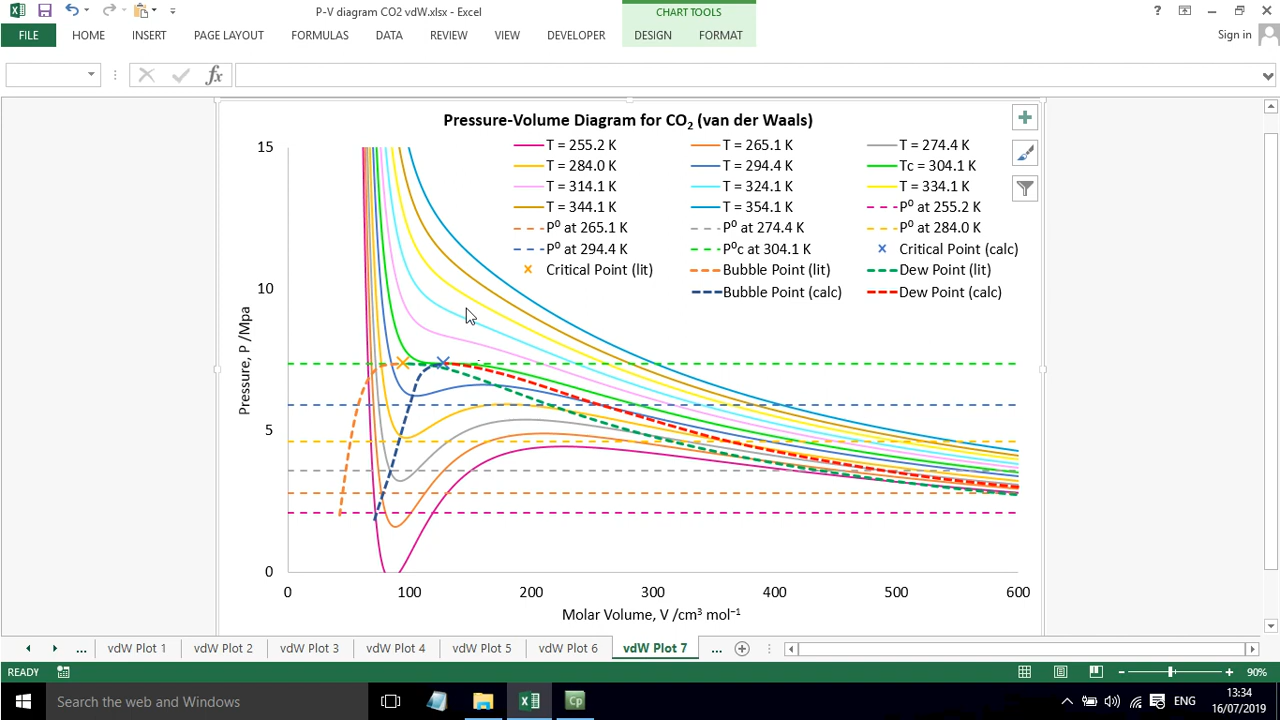 P-V diagram CO2 vdW.xlsx - Excel
CHART TOOLS
?
FILE HOME INSERT PAGE LAYOUT FORMULAS DATA REVIEW VIEW DEVELOPER DESIGN FORMAT Sign in
fx
Pressure-Volume Diagram for CO₂ (van der Waals)
T = 255.2 K T = 265.1 K T = 274.4 K
T = 284.0 K T = 294.4 K Tc = 304.1 K
T = 314.1 K T = 324.1 K T = 334.1 K
T = 344.1 K T = 354.1 K P⁰ at 255.2 K
P⁰ at 265.1 K P⁰ at 274.4 K P⁰ at 284.0 K
P⁰ at 294.4 K P⁰c at 304.1 K Critical Point (calc)
Critical Point (lit) Bubble Point (lit) Dew Point (lit)
Bubble Point (calc) Dew Point (calc)
15
10
5
0
Pressure, P /Mpa
0 100 200 300 400 500 600
Molar Volume, V /cm³ mol⁻¹
... vdW Plot 1 vdW Plot 2 vdW Plot 3 vdW Plot 4 vdW Plot 5 vdW Plot 6 vdW Plot 7 ...
READY 90%
Search the web and Windows
Cp
ENG
13:34
16/07/2019